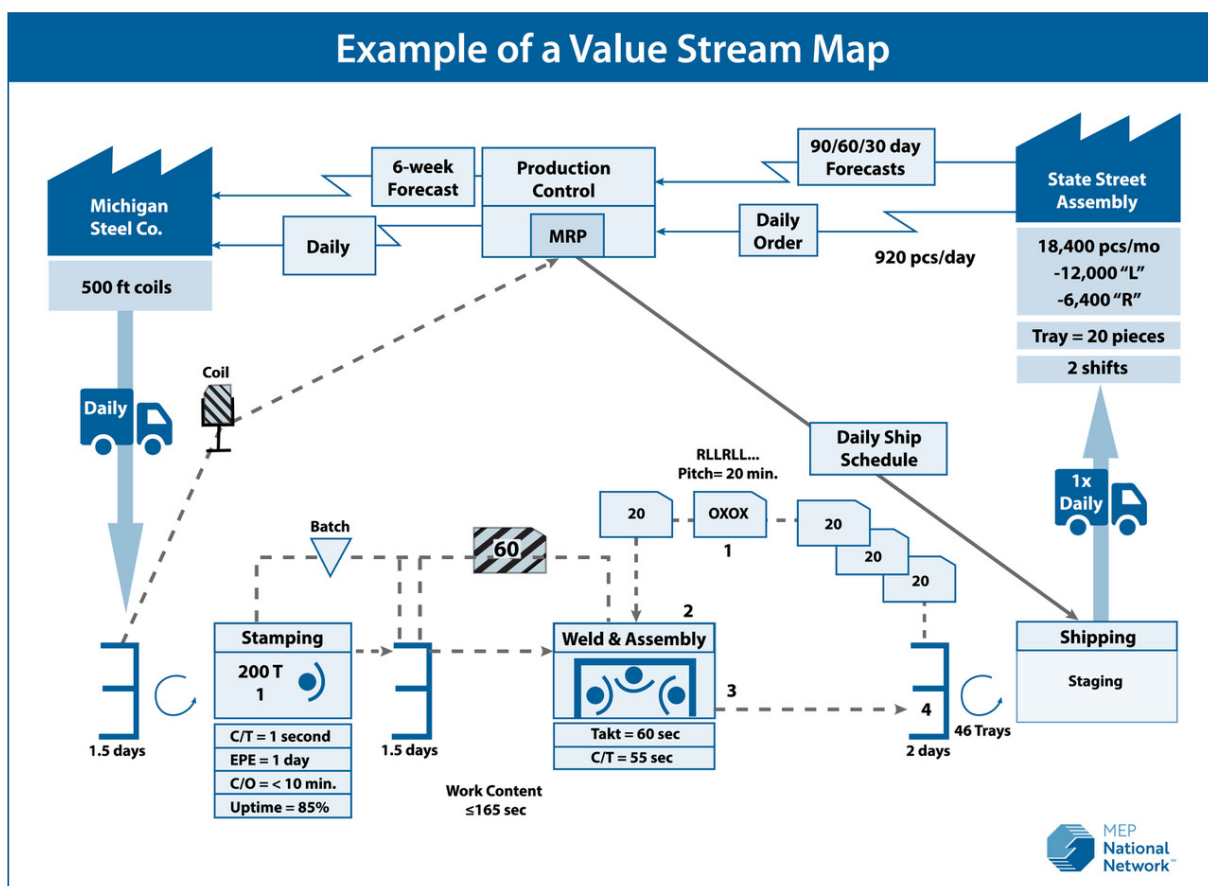 Example of a Value Stream Map
Michigan
Steel Co.
500 ft coils
Daily
6-week
Forecast
Daily
Production
Control
MRP
90/60/30 day
Forecasts
Daily
Order
920 pcs/day
State Street
Assembly
18,400 pcs/mo
-12,000 “L”
-6,400 “R”
Tray = 20 pieces
2 shifts
Coil
Daily Ship
Schedule
1x
Daily
RLLRLL...
Pitch= 20 min.
20
OXOX
1
20
20
20
Batch
60
1.5 days
Stamping
200 T
1
C/T = 1 second
EPE = 1 day
C/O = < 10 min.
Uptime = 85%
1.5 days
2
Weld & Assembly
Takt = 60 sec
C/T = 55 sec
Work Content
≤165 sec
3
4
2 days
46 Trays
Shipping
Staging
MEP
National
Network™